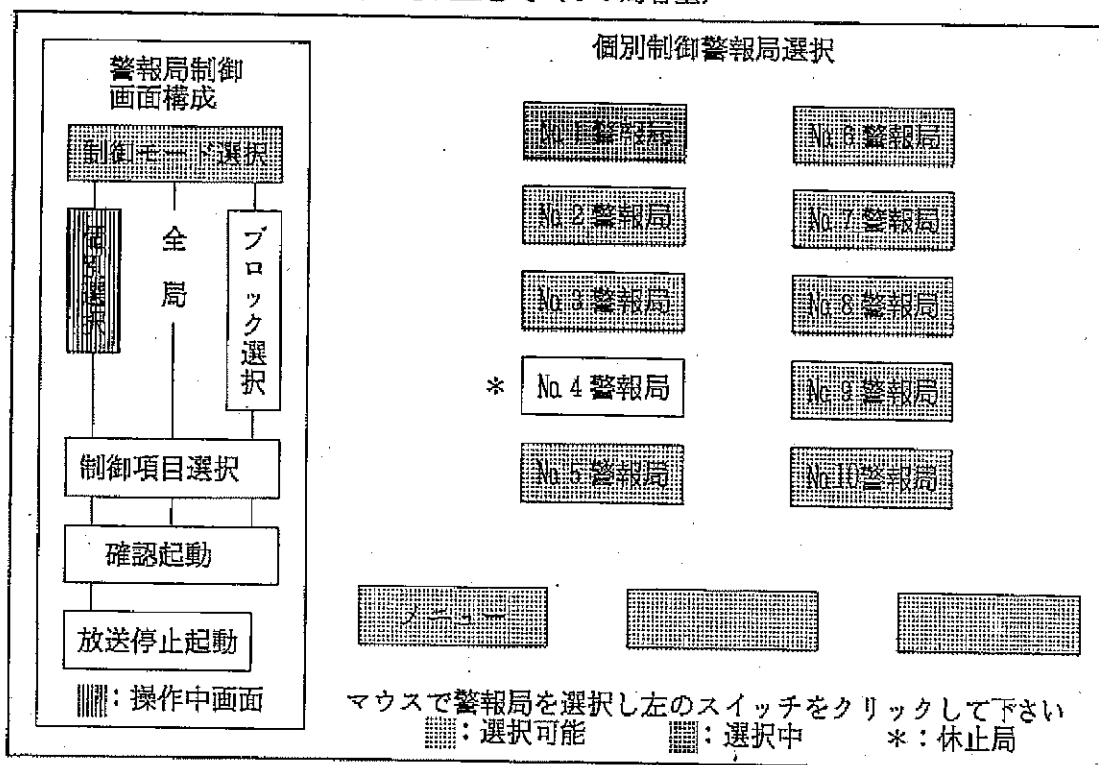 個別制御警報局選択
警報局制御
画面構成
制御モード選択
個別選択
全局
ブロック選択
制御項目選択
確認起動
放送停止起動
：操作中画面
No.1警報局
No.6警報局
No.2警報局
No.7警報局
No.3警報局
No.8警報局
＊ No.4警報局
No.9警報局
No.5警報局
No.10警報局
メニュー
マウスで警報局を選択し左のスイッチをクリックして下さい
：選択可能 ：選択中 ＊：休止局